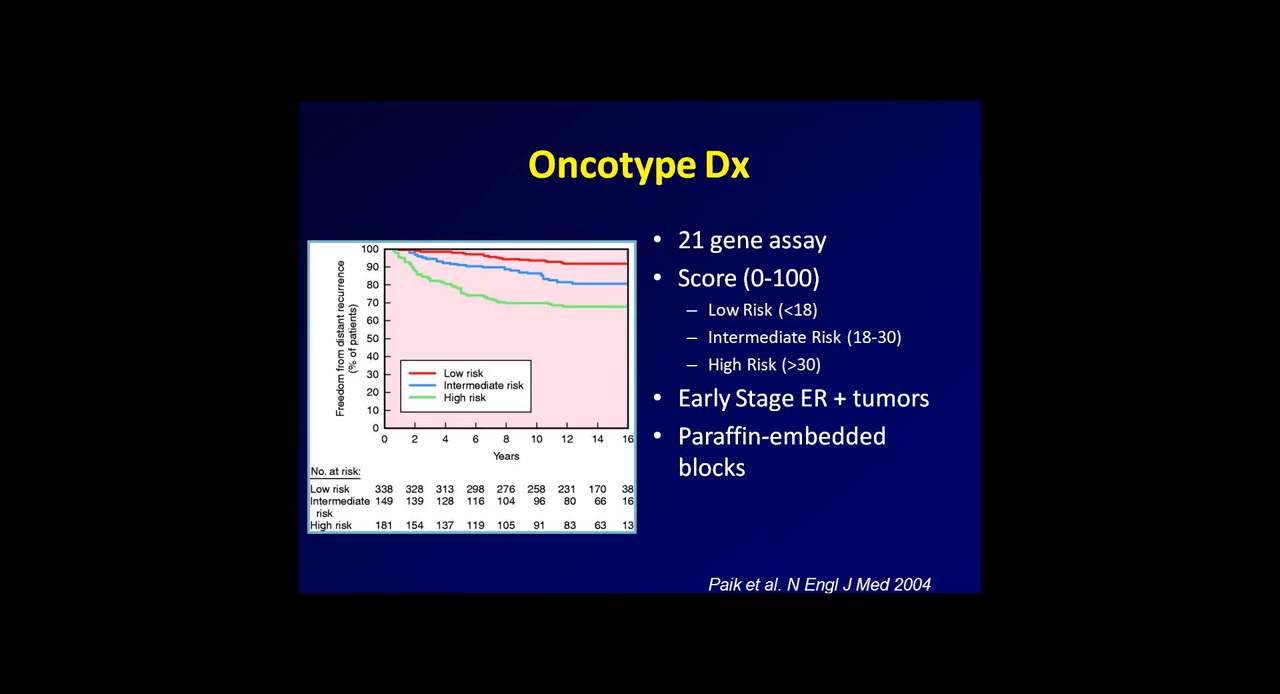 Oncotype Dx
100
90
80
70
60
50
40
30
20
10
0
Freedom from distant recurrence
(% of patients)
Low risk
Intermediate risk
High risk
0 2 4 6 8 10 12 14 16
Years
No. at risk:
Low risk 338 328 313 298 276 258 231 170 38
Intermediate 149 139 128 116 104 96 80 66 16
risk
High risk 181 154 137 119 105 91 83 63 13
• 21 gene assay
• Score (0-100)
– Low Risk (<18)
– Intermediate Risk (18-30)
– High Risk (>30)
• Early Stage ER + tumors
• Paraffin-embedded
blocks
Paik et al. N Engl J Med 2004